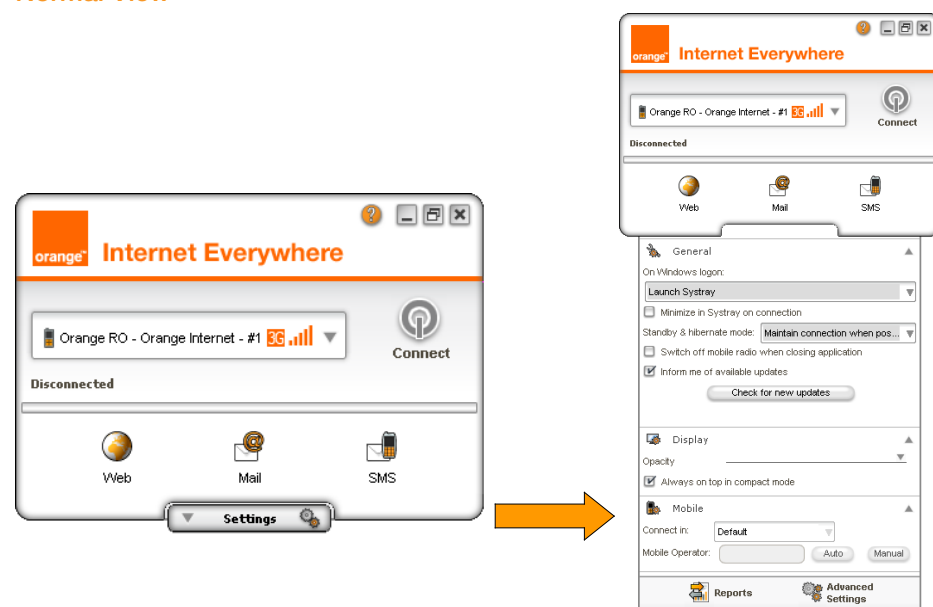 orange™
Internet Everywhere
Orange RO - Orange Internet - #1 3G
Connect
Disconnected
Web
Mail
SMS
Settings
orange™
Internet Everywhere
Orange RO - Orange Internet - #1 3G
Connect
Disconnected
Web
Mail
SMS
General
On Windows logon:
Launch Systray
Minimize in Systray on connection
Standby & hibernate mode: Maintain connection when pos...
Switch off mobile radio when closing application
Inform me of available updates
Check for new updates
Display
Opacity
Always on top in compact mode
Mobile
Connect in: Default
Mobile Operator: Auto Manual
Reports
Advanced
Settings